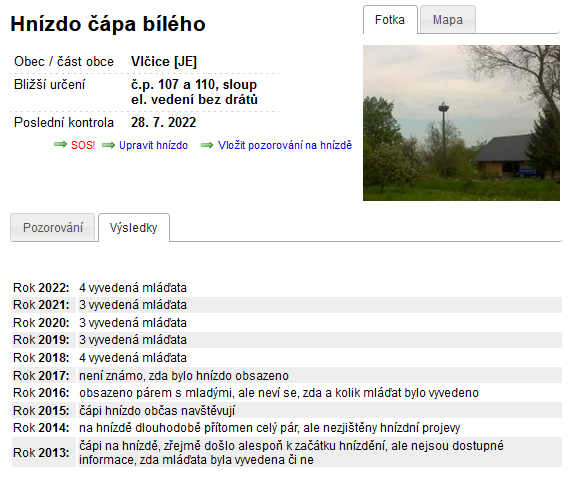 Hnízdo čápa bílého
Fotka
Mapa
Obec / část obce Vlčice [JE]
Bližší určení č.p. 107 a 110, sloup
el. vedení bez drátů
Poslední kontrola 28. 7. 2022
SOS! Upravit hnízdo Vložit pozorování na hnízdě
Pozorování
Výsledky
Rok 2022: 4 vyvedená mláďata
Rok 2021: 3 vyvedená mláďata
Rok 2020: 3 vyvedená mláďata
Rok 2019: 3 vyvedená mláďata
Rok 2018: 4 vyvedená mláďata
Rok 2017: není známo, zda bylo hnízdo obsazeno
Rok 2016: obsazeno párem s mladými, ale neví se, zda a kolik mláďat bylo vyvedeno
Rok 2015: čápi hnízdo občas navštěvují
Rok 2014: na hnízdě dlouhodobě přítomen celý pár, ale nezjištěny hnízdní projevy
Rok 2013: čápi na hnízdě, zřejmě došlo alespoň k začátku hnízdění, ale nejsou dostupné
informace, zda mláďata byla vyvedena či ne